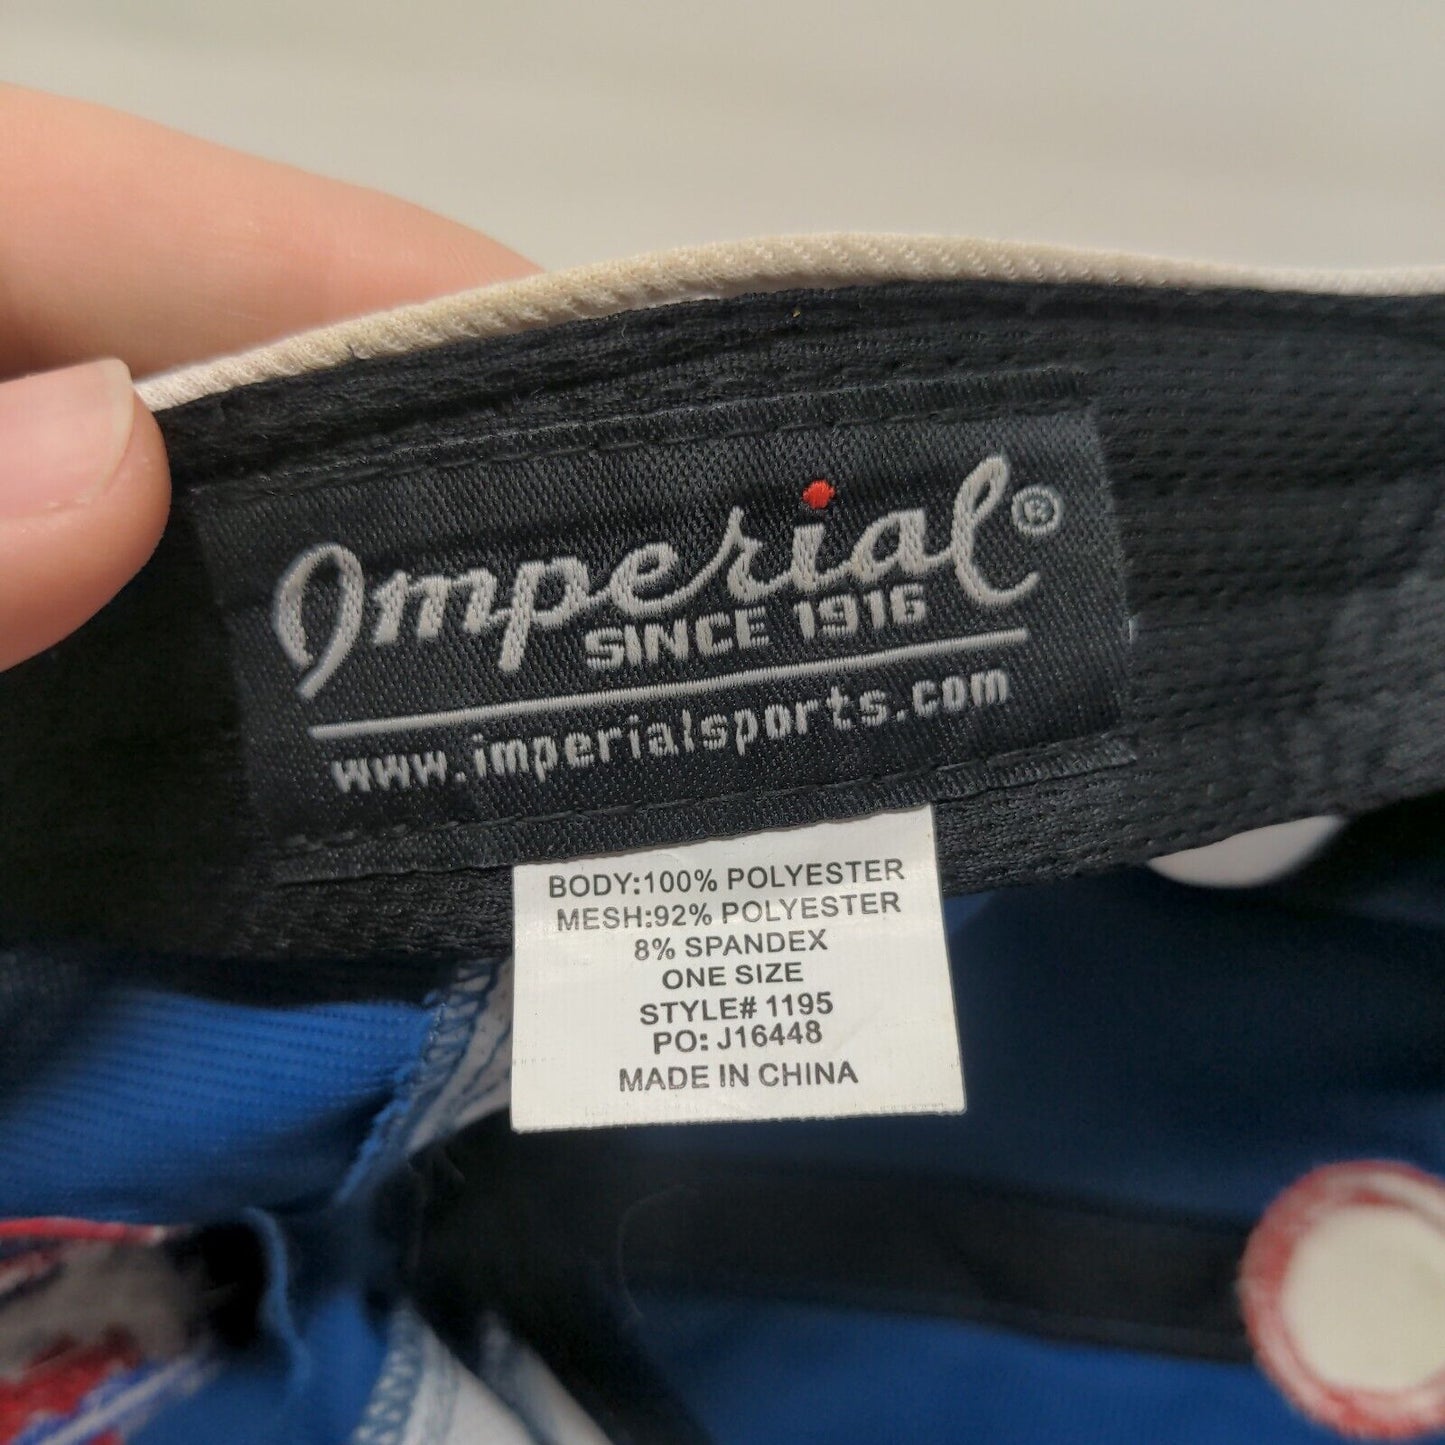 Imperial®
SINCE 1916
www.imperialsports.com
BODY:100% POLYESTER
MESH:92% POLYESTER
8% SPANDEX
ONE SIZE
STYLE# 1195
PO: J16448
MADE IN CHINA